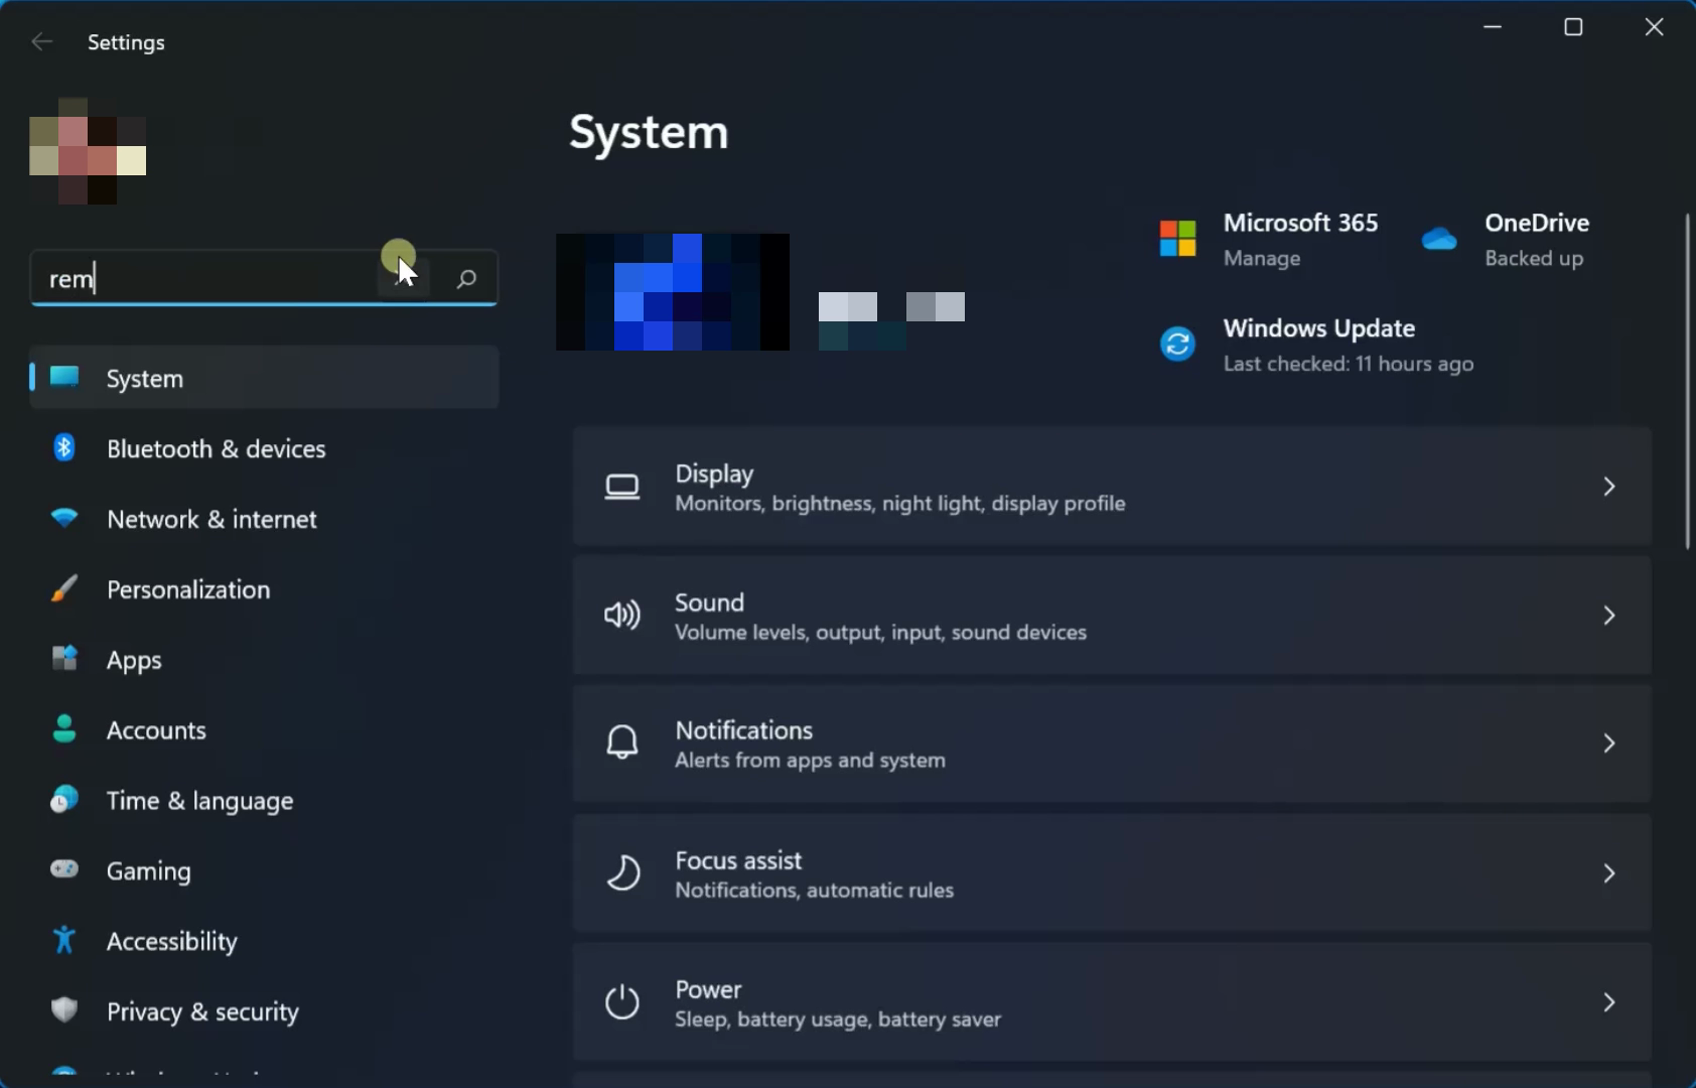 Settings
rem
System
Bluetooth & devices
Network & internet
Personalization
Apps
Accounts
Time & language
Gaming
Accessibility
Privacy & security
System
Microsoft 365
Manage
OneDrive
Backed up
Windows Update
Last checked: 11 hours ago
Display
Monitors, brightness, night light, display profile
Sound
Volume levels, output, input, sound devices
Notifications
Alerts from apps and system
Focus assist
Notifications, automatic rules
Power
Sleep, battery usage, battery saver